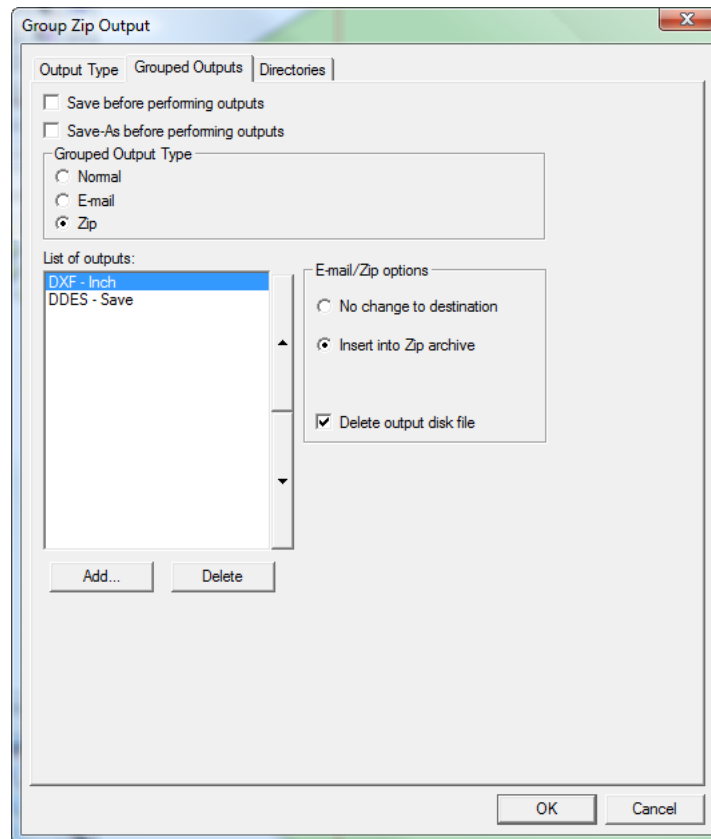 Group Zip Output
Output Type Grouped Outputs Directories
Save before performing outputs
Save-As before performing outputs
Grouped Output Type
Normal
E-mail
Zip
List of outputs:
DXF - Inch
DDES - Save
E-mail/Zip options
No change to destination
Insert into Zip archive
Delete output disk file
Add... Delete
OK Cancel